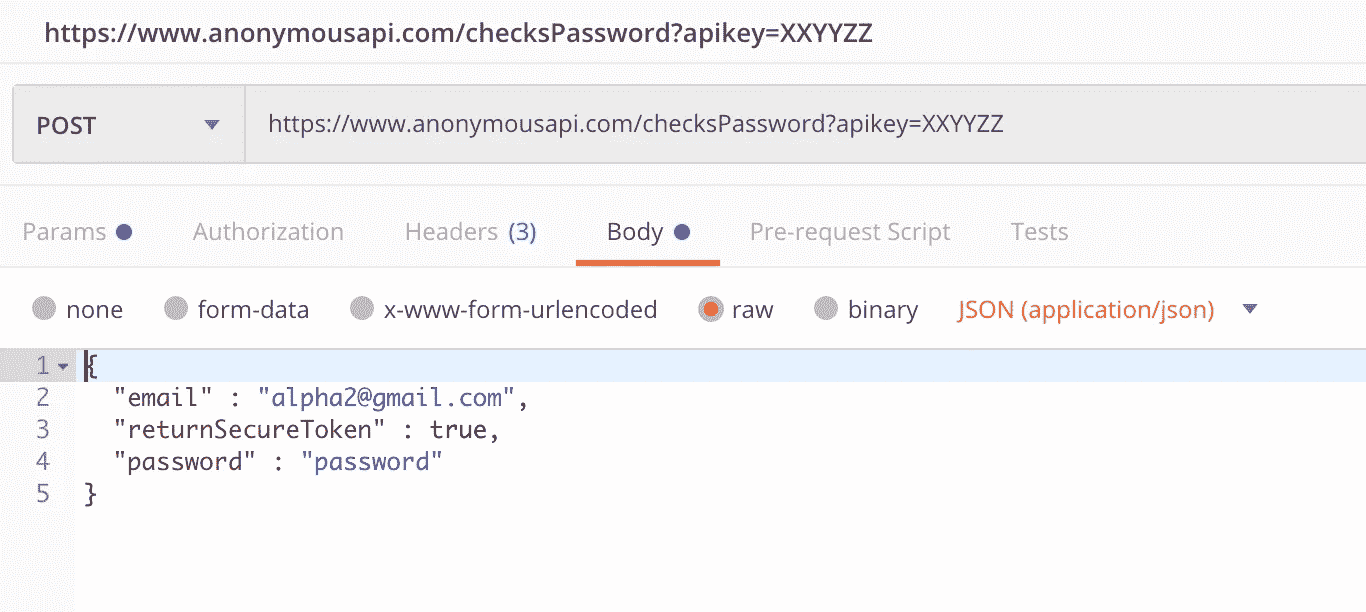 https://www.anonymousapi.com/checksPassword?apikey=XXYYZZ
POST https://www.anonymousapi.com/checksPassword?apikey=XXYYZZ
Params Authorization Headers (3) Body Pre-request Script Tests
none form-data x-www-form-urlencoded raw binary JSON (application/json)
1 {
2 "email" : "alpha2@gmail.com",
3 "returnSecureToken" : true,
4 "password" : "password"
5 }